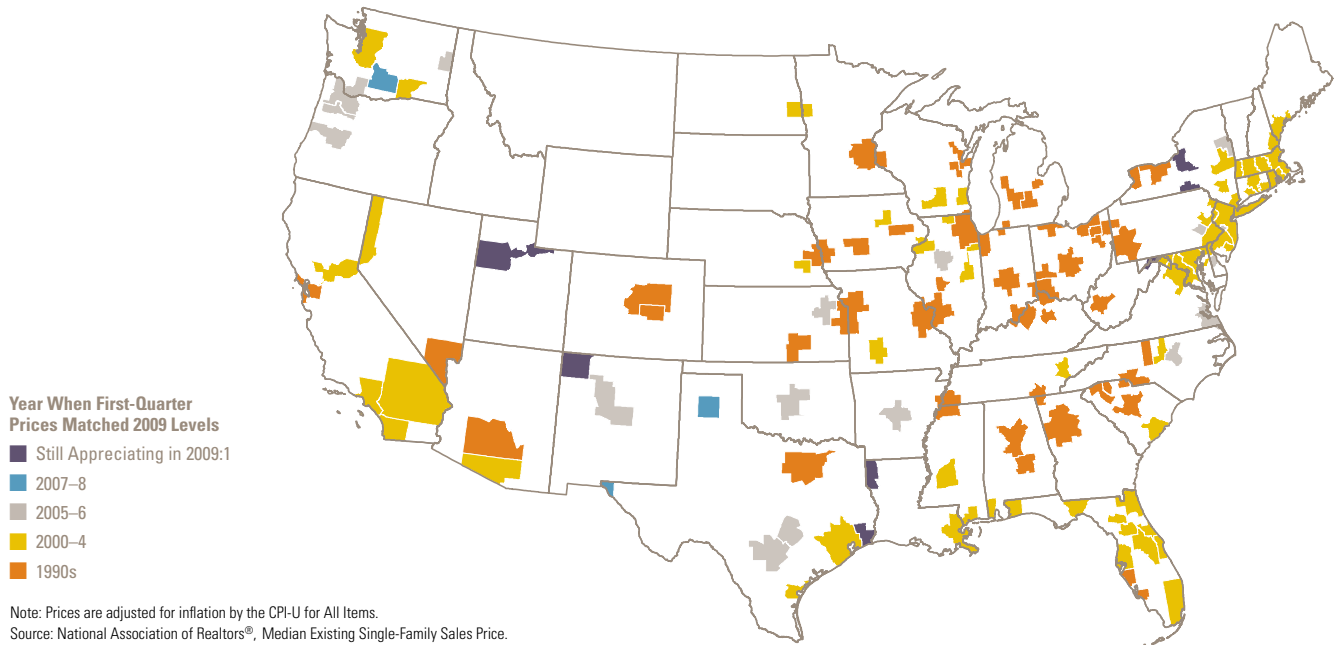 Year When First-Quarter
Prices Matched 2009 Levels
Still Appreciating in 2009:1
2007–8
2005–6
2000–4
1990s
Note: Prices are adjusted for inflation by the CPI-U for All Items.
Source: National Association of Realtors®, Median Existing Single-Family Sales Price.